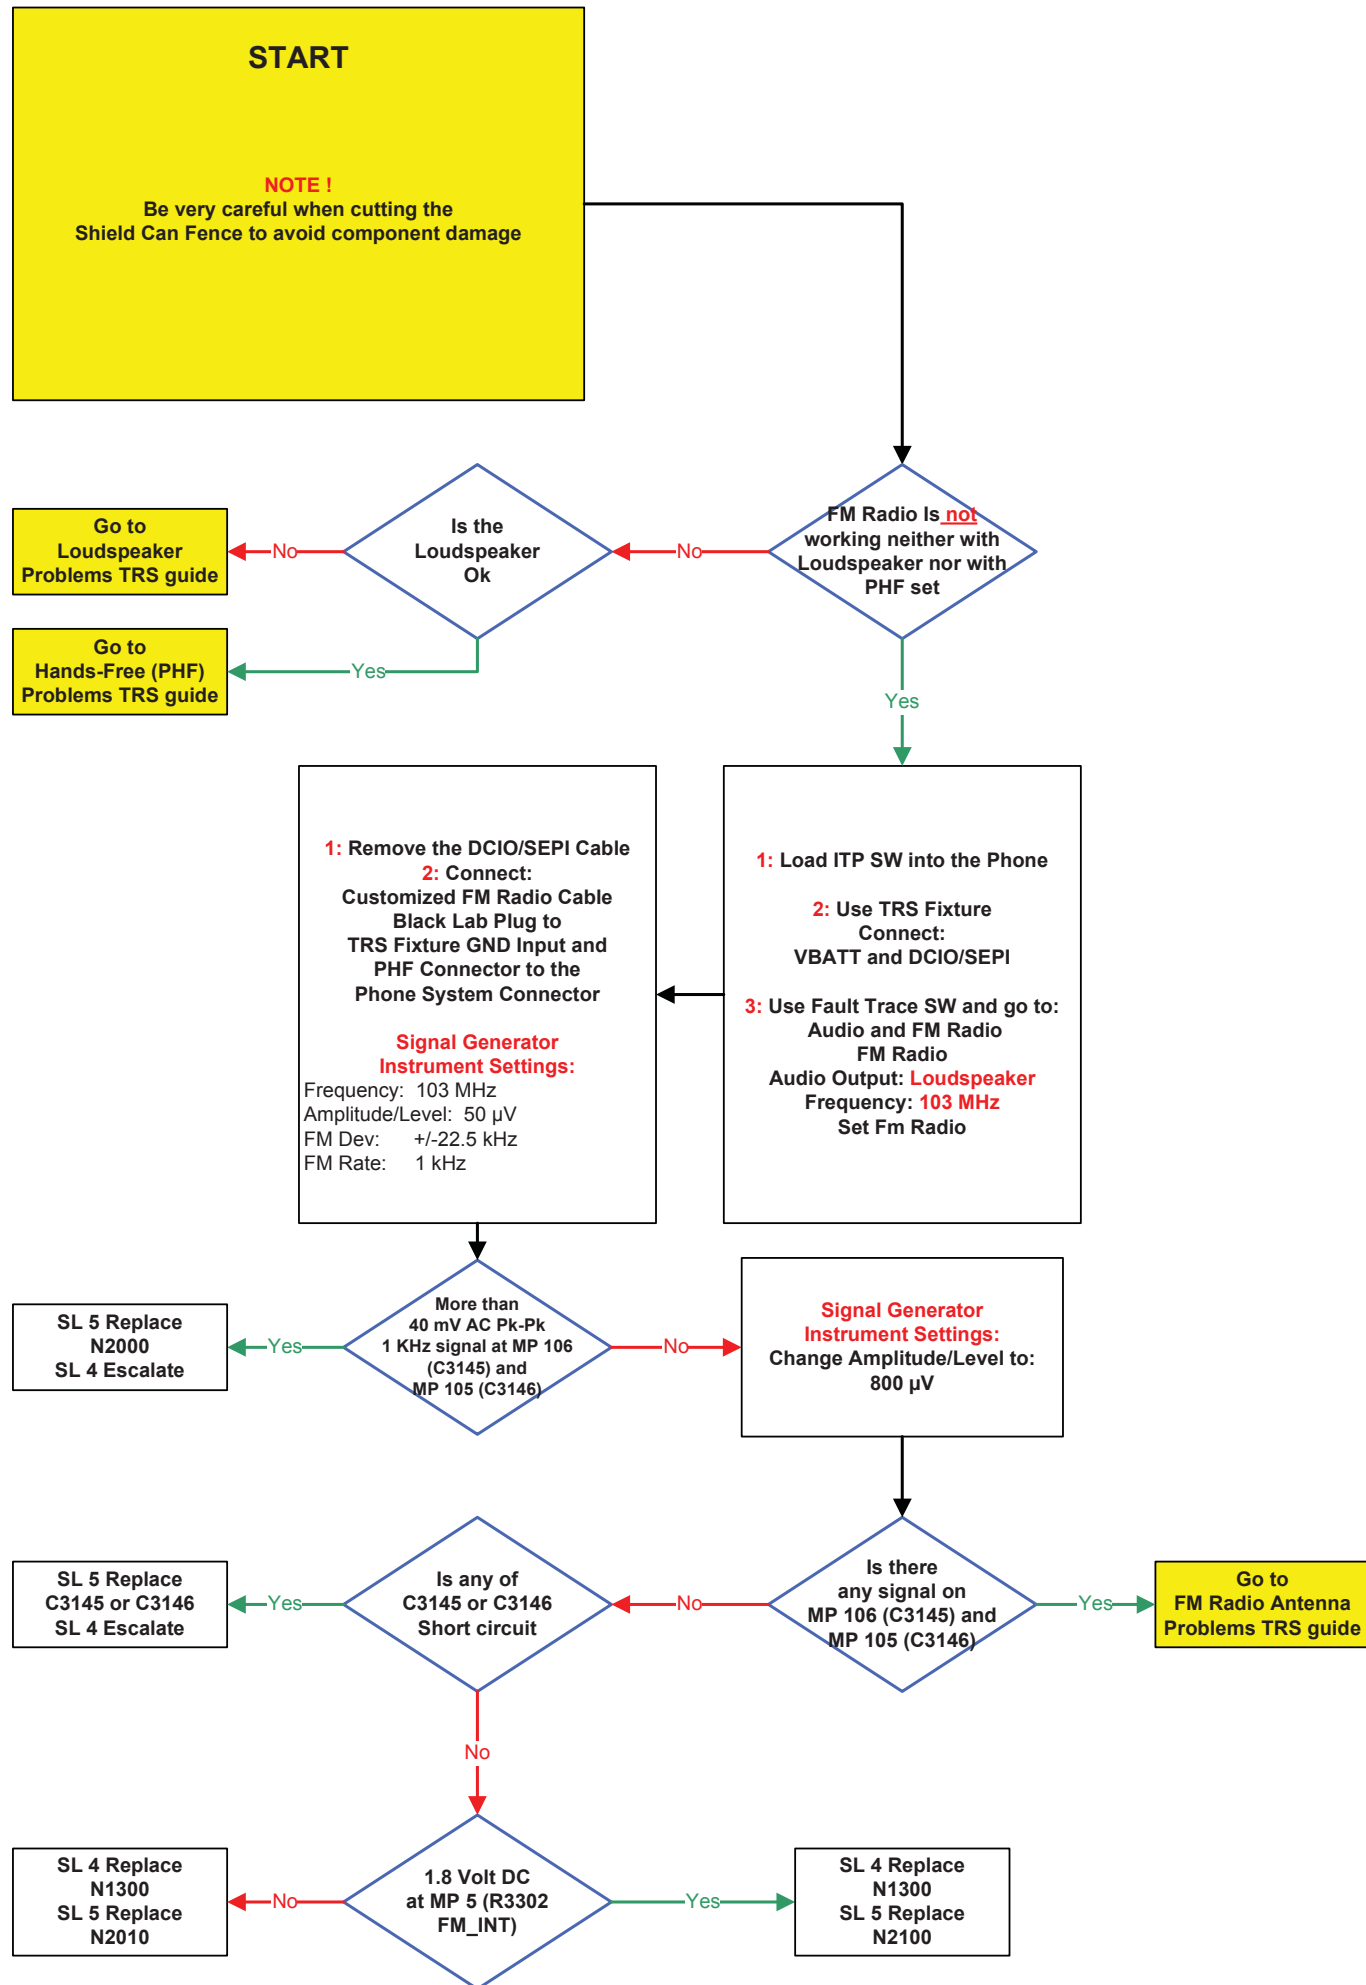 START
NOTE !
Be very careful when cutting the
Shield Can Fence to avoid component damage
FM Radio Is not
working neither with
Loudspeaker nor with
PHF set
No
Is the
Loudspeaker
Ok
No
Go to
Loudspeaker
Problems TRS guide
Yes
Go to
Hands-Free (PHF)
Problems TRS guide
Yes
1: Load ITP SW into the Phone
2: Use TRS Fixture
Connect:
VBATT and DCIO/SEPI
3: Use Fault Trace SW and go to:
Audio and FM Radio
FM Radio
Audio Output: Loudspeaker
Frequency: 103 MHz
Set Fm Radio
1: Remove the DCIO/SEPI Cable
2: Connect:
Customized FM Radio Cable
Black Lab Plug to
TRS Fixture GND Input and
PHF Connector to the
Phone System Connector
Signal Generator
Instrument Settings:
Frequency: 103 MHz
Amplitude/Level: 50 µV
FM Dev: +/-22.5 kHz
FM Rate: 1 kHz
More than
40 mV AC Pk-Pk
1 KHz signal at MP 106
(C3145) and
MP 105 (C3146)
Yes
SL 5 Replace
N2000
SL 4 Escalate
No
Signal Generator
Instrument Settings:
Change Amplitude/Level to:
800 µV
Is there
any signal on
MP 106 (C3145) and
MP 105 (C3146)
Yes
Go to
FM Radio Antenna
Problems TRS guide
No
Is any of
C3145 or C3146
Short circuit
Yes
SL 5 Replace
C3145 or C3146
SL 4 Escalate
No
1.8 Volt DC
at MP 5 (R3302
FM_INT)
No
SL 4 Replace
N1300
SL 5 Replace
N2010
Yes
SL 4 Replace
N1300
SL 5 Replace
N2100